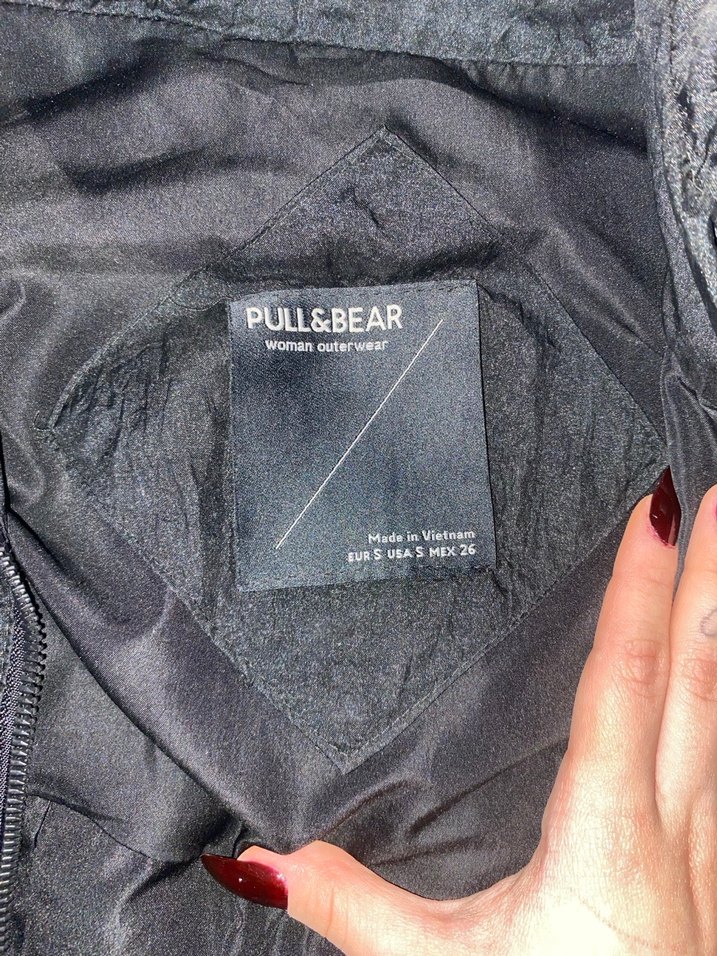 PULL&BEAR
woman outerwear
Made in Vietnam
EUR S USA S MEX 26